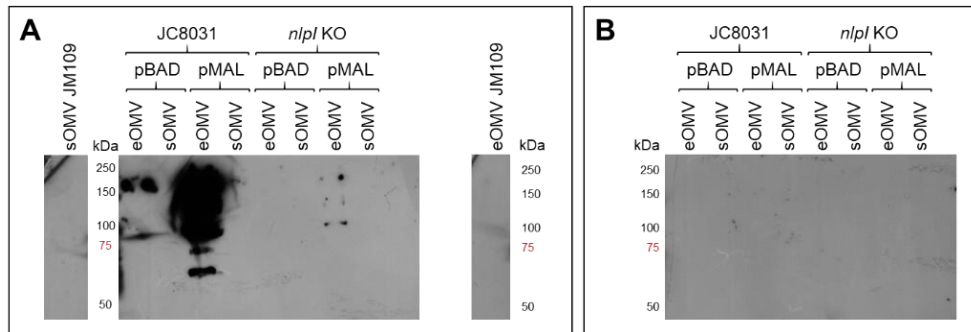 A
JC8031 nlpI KO
pBAD pMAL pBAD pMAL
sOMV JM109 eOMV sOMV eOMV sOMV eOMV sOMV eOMV sOMV eOMV JM109
kDa kDa
250 250
150 150
100 100
75 75
50 50
B
JC8031 nlpI KO
pBAD pMAL pBAD pMAL
eOMV sOMV eOMV sOMV eOMV sOMV eOMV sOMV
kDa
250
150
100
75
50